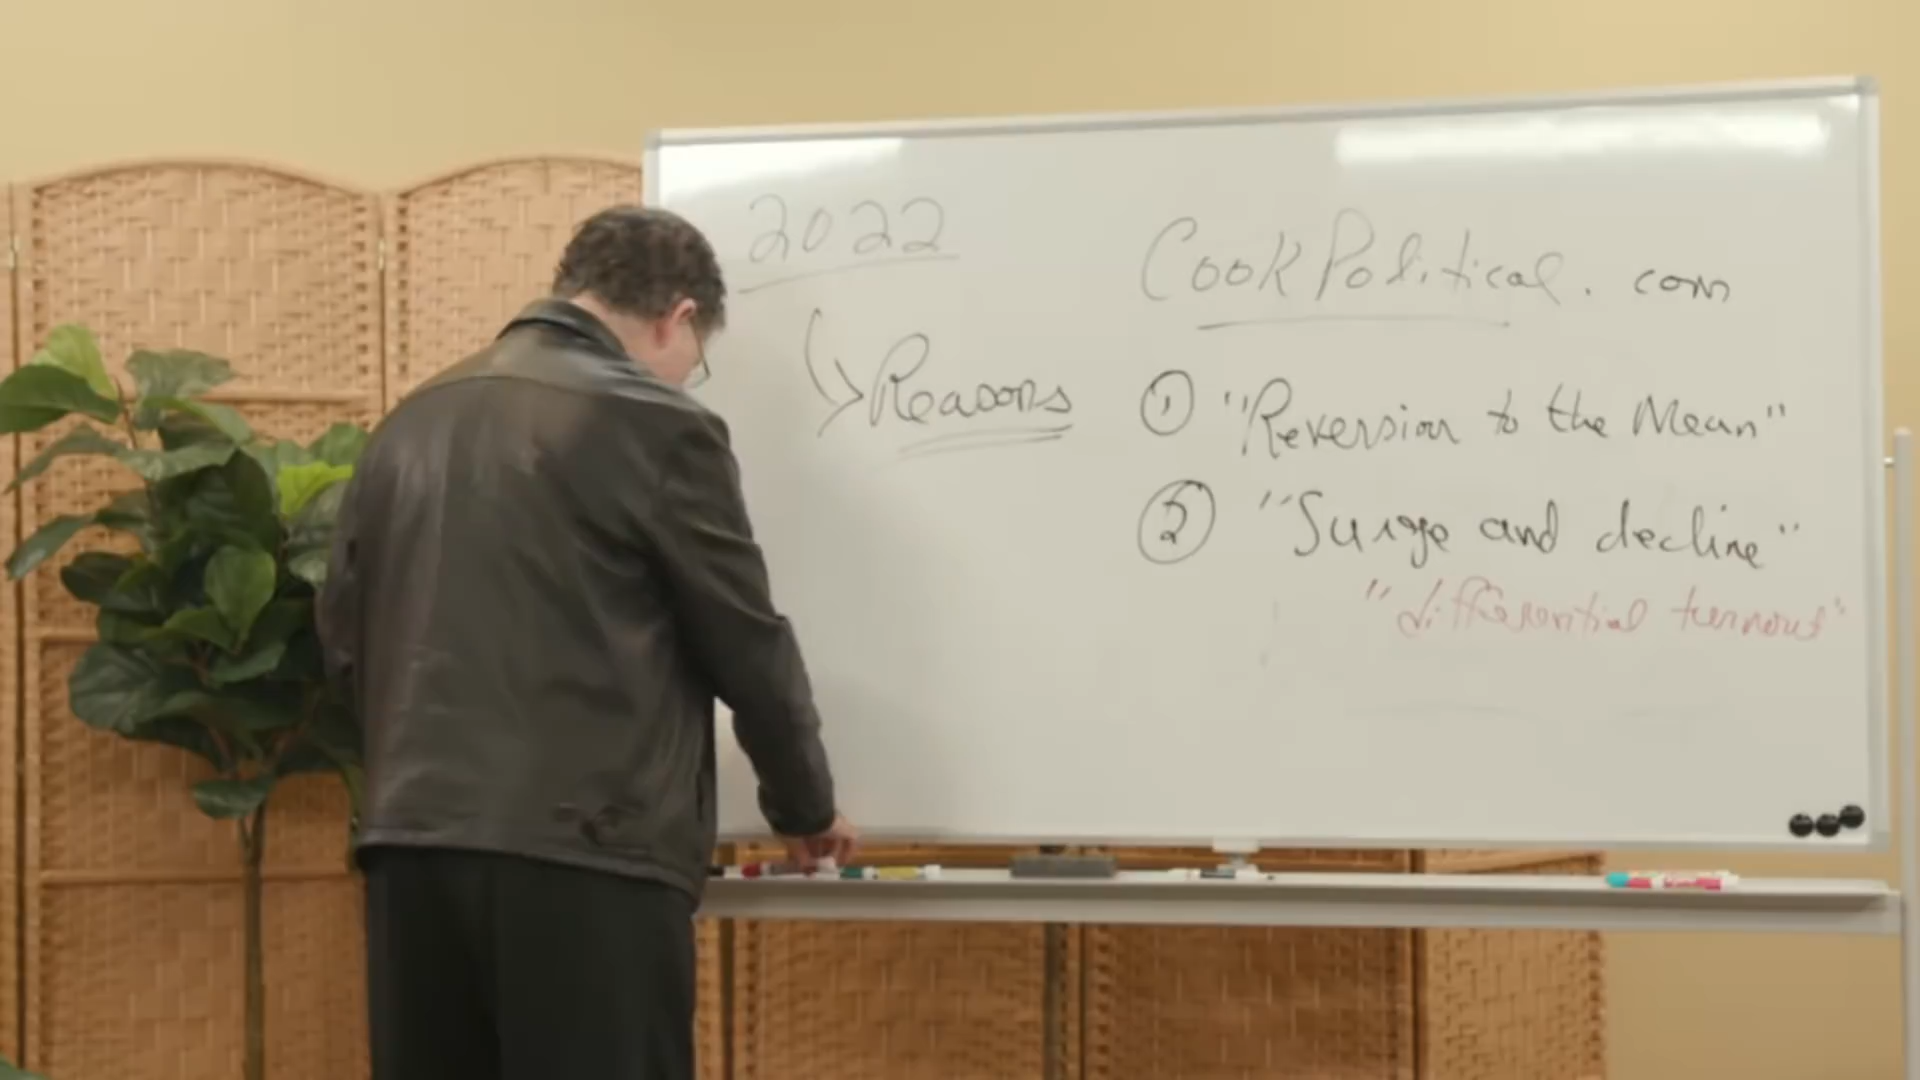 2022
CookPolitical.com
Reasons
① "Reversion to the Mean"
② "Surge and decline"
"differential turnout"